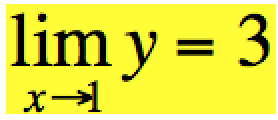 lim y = 3
x→1